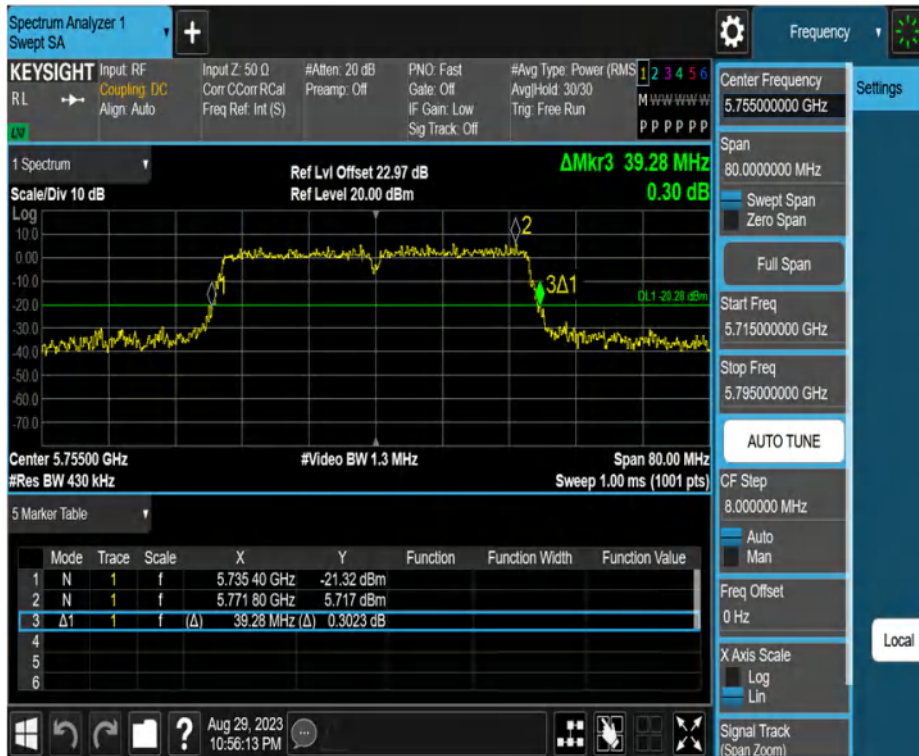 Spectrum Analyzer 1
Swept SA
+
Frequency
KEYSIGHT
RL
LXI
Input: RF
Coupling: DC
Align: Auto
Input Z: 50 Ω
Corr CCorr RCal
Freq Ref: Int (S)
#Atten: 20 dB
Preamp: Off
PNO: Fast
Gate: Off
IF Gain: Low
Sig Track: Off
#Avg Type: Power (RMS
Avg|Hold: 30/30
Trig: Free Run
1 2 3 4 5 6
M W W W W W
P P P P P P
1 Spectrum
Scale/Div 10 dB
Ref Lvl Offset 22.97 dB
Ref Level 20.00 dBm
ΔMkr3 39.28 MHz
0.30 dB
Log
10.0
0.00
-10.0
-20.0
-30.0
-40.0
-50.0
-60.0
-70.0
1
2
3Δ1
DL1 -20.28 dBm
Center 5.75500 GHz
#Video BW 1.3 MHz
Span 80.00 MHz
#Res BW 430 kHz
Sweep 1.00 ms (1001 pts)
5 Marker Table
Mode Trace Scale X Y Function Function Width Function Value
1 N 1 f 5.735 40 GHz -21.32 dBm
2 N 1 f 5.771 80 GHz 5.717 dBm
3 Δ1 1 f (Δ) 39.28 MHz (Δ) 0.3023 dB
4
5
6
?
Aug 29, 2023
10:56:13 PM
Center Frequency
5.755000000 GHz
Span
80.0000000 MHz
Swept Span
Zero Span
Full Span
Start Freq
5.715000000 GHz
Stop Freq
5.795000000 GHz
AUTO TUNE
CF Step
8.000000 MHz
Auto
Man
Freq Offset
0 Hz
X Axis Scale
Log
Lin
Signal Track
(Span Zoom)
Settings
Local